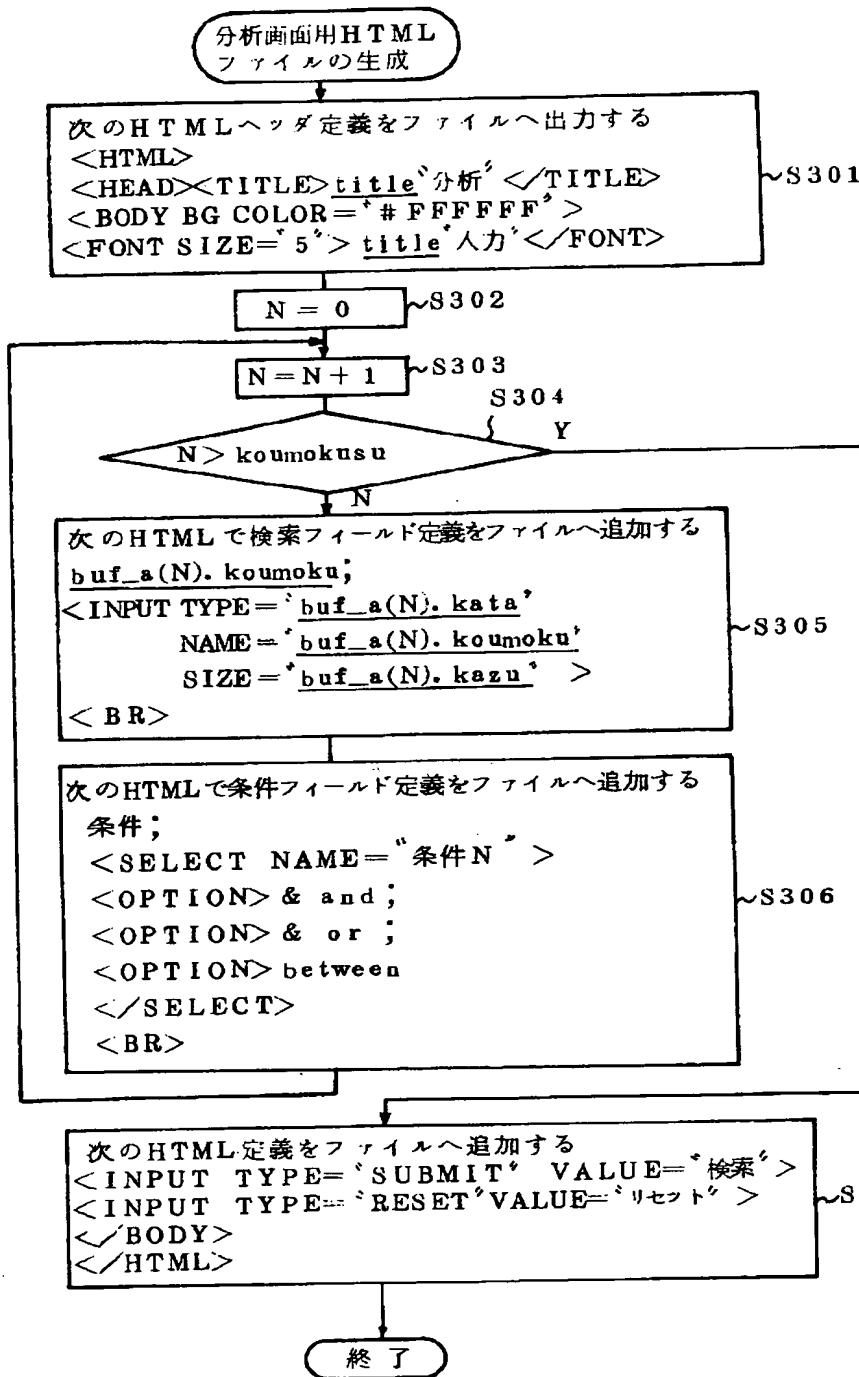 分析画面用HTML
ファイルの生成
次のHTMLヘッダ定義をファイルへ出力する
<HTML>
<HEAD><TITLE>title"分析"</TITLE>
<BODY BG COLOR="#FFFFFF">
<FONT SIZE="5">title"人力"</FONT>
~S301
N=0
~S302
N=N+1
~S303
S304
N>koumokusu
Y
N
次のHTMLで検索フィールド定義をファイルへ追加する
buf_a(N).koumoku;
<INPUT TYPE="buf_a(N).kata"
NAME="buf_a(N).koumoku"
SIZE="buf_a(N).kazu" >
<BR>
~S305
次のHTMLで条件フィールド定義をファイルへ追加する
条件;
<SELECT NAME="条件N">
<OPTION>& and;
<OPTION>& or;
<OPTION>between
</SELECT>
<BR>
~S306
次のHTML定義をファイルへ追加する
<INPUT TYPE="SUBMIT" VALUE="検索">
<INPUT TYPE="RESET"VALUE="リセット">
</BODY>
</HTML>
~S
終了